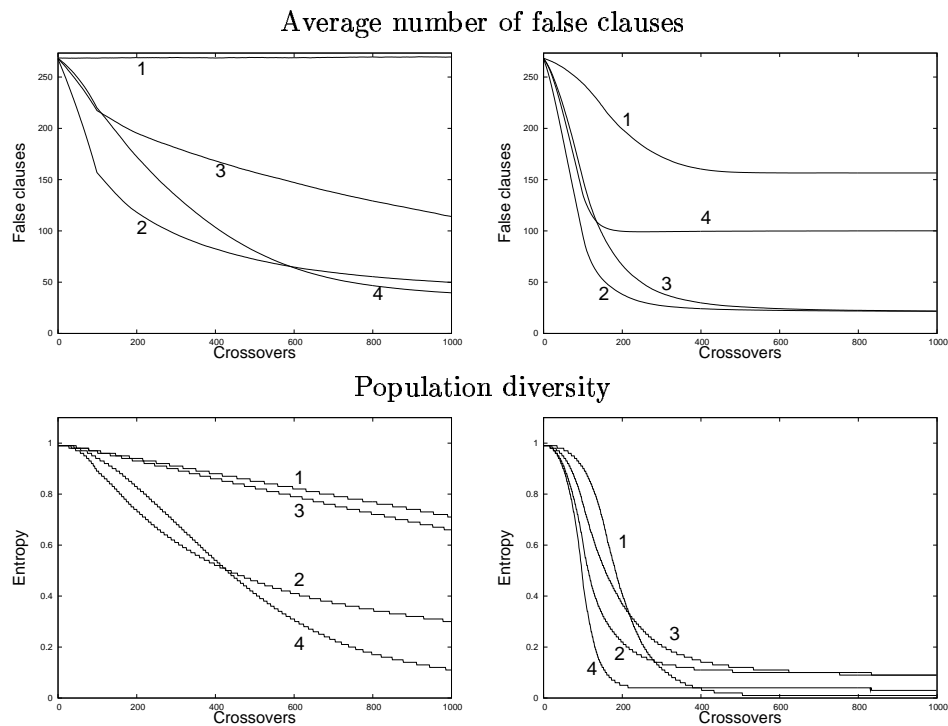 Average number of false clauses
250
200
150
100
50
0
False clauses
0 200 400 600 800 1000
Crossovers
1
3
2
4
250
200
150
100
50
0
False clauses
0 200 400 600 800 1000
Crossovers
1
4
3
2
Population diversity
1
0.8
0.6
0.4
0.2
0
Entropy
0 200 400 600 800 1000
Crossovers
1
3
2
4
1
0.8
0.6
0.4
0.2
0
Entropy
0 200 400 600 800 1000
Crossovers
1
3
2
4